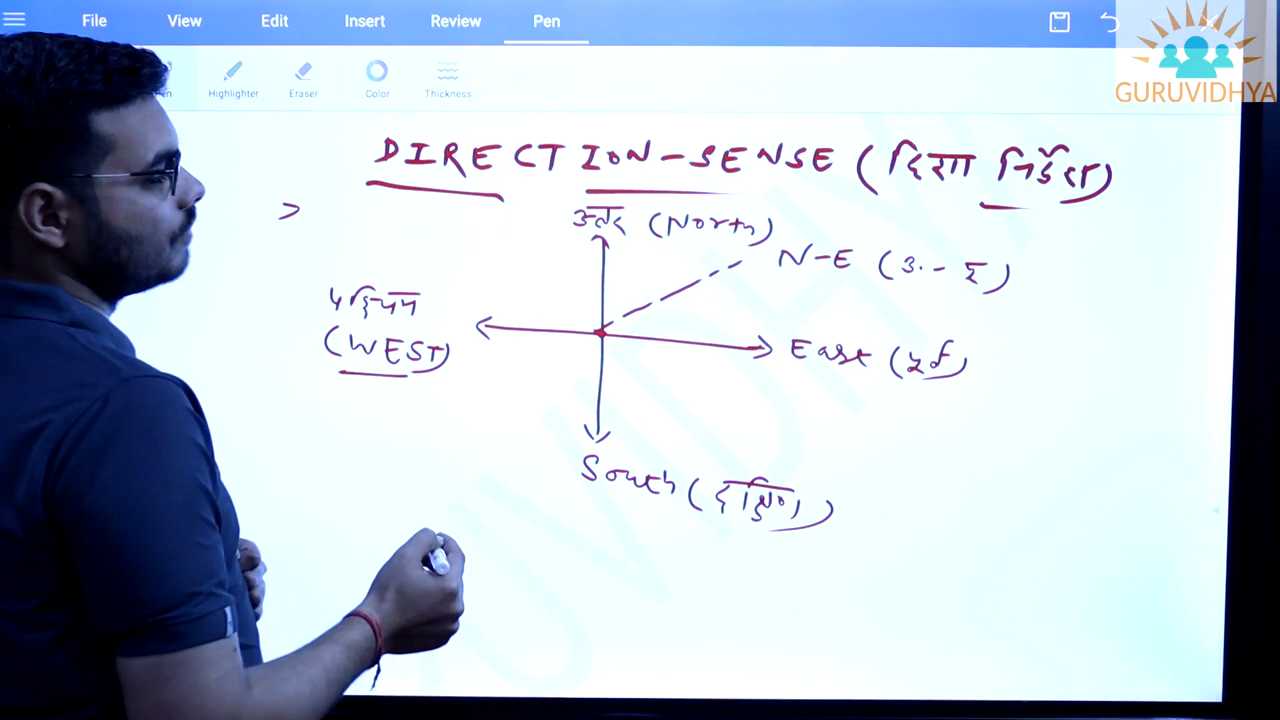 File View Edit Insert Review Pen
Highlighter Eraser Color Thickness
GURUVIDHYA
DIRECTION-SENSE (दिशा निर्देश)
>
उत्तर (North)
N-E (उ.- पू)
पश्चिम
(WEST)
East (पूर्व)
South (दक्षिण)